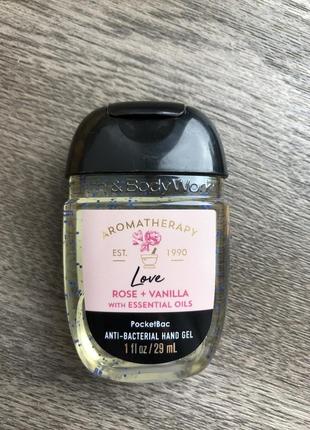 & BodyWor
AROMATHERAPY
EST. 1990
Love
ROSE + VANILLA
WITH ESSENTIAL OILS
PocketBac
ANTI-BACTERIAL HAND GEL
1 fl oz / 29 mL